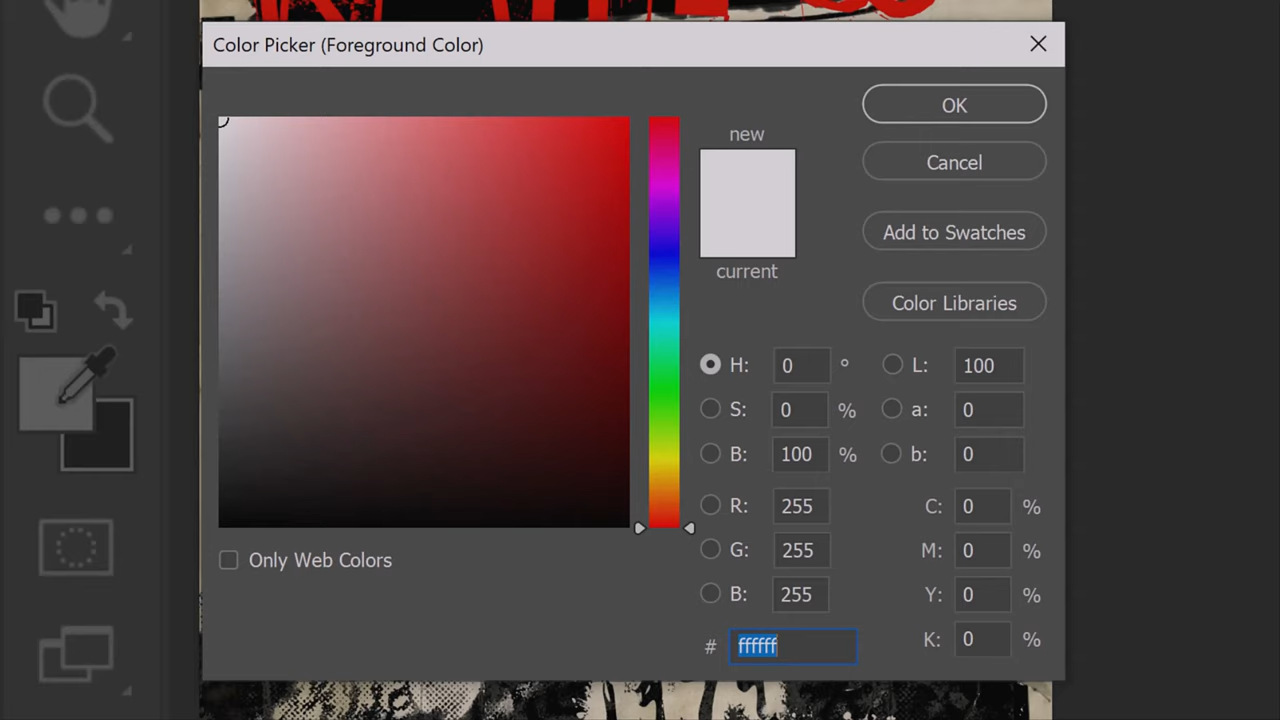 Color Picker (Foreground Color)
OK
new
Cancel
Add to Swatches
current
Color Libraries
H: 0 °
L: 100
S: 0 %
a: 0
B: 100 %
b: 0
R: 255
C: 0 %
G: 255
M: 0 %
B: 255
Y: 0 %
# ffffff
K: 0 %
Only Web Colors